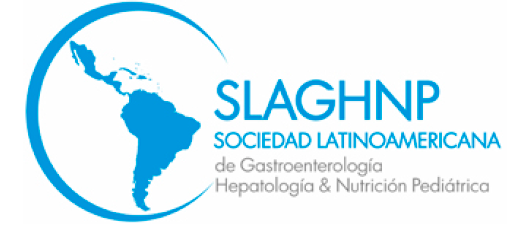 SLAGHNP
SOCIEDAD LATINOAMERICANA
de Gastroenterología
Hepatología & Nutrición Pediátrica